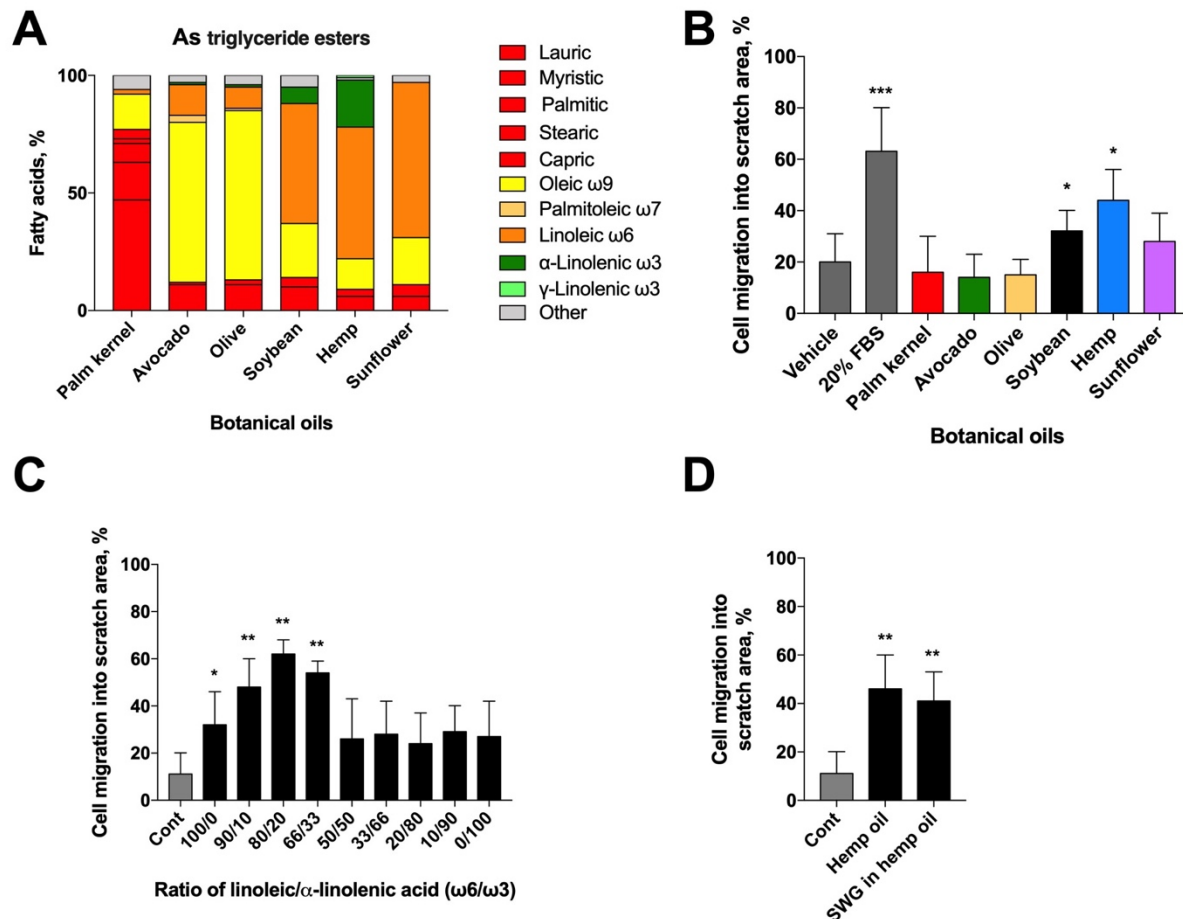 A
As triglyceride esters
Fatty acids, %
100
50
0
Palm kernel
Avocado
Olive
Soybean
Hemp
Sunflower
Botanical oils
Lauric
Myristic
Palmitic
Stearic
Capric
Oleic ω9
Palmitoleic ω7
Linoleic ω6
α-Linolenic ω3
γ-Linolenic ω3
Other
B
Cell migration into scratch area, %
100
80
60
40
20
0
***
*
*
Vehicle
20% FBS
Palm kernel
Avocado
Olive
Soybean
Hemp
Sunflower
Botanical oils
C
Cell migration into scratch area, %
100
80
60
40
20
0
*
**
**
**
Cont
100/0
90/10
80/20
66/33
50/50
33/66
20/80
10/90
0/100
Ratio of linoleic/α-linolenic acid (ω6/ω3)
D
Cell migration into
scratch area, %
100
80
60
40
20
0
**
**
Cont
Hemp oil
SWG in hemp oil